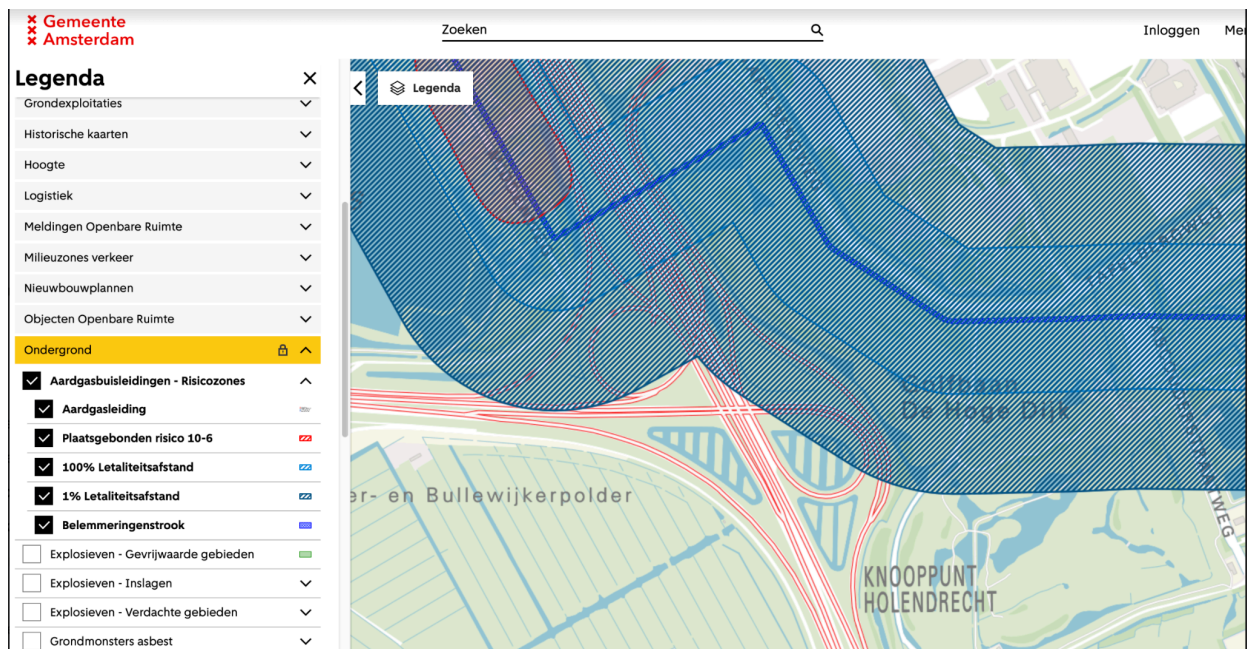 Gemeente
Amsterdam
Zoeken
Inloggen
Legenda
Legenda
Grondexploitaties
Historische kaarten
Hoogte
Logistiek
Meldingen Openbare Ruimte
Milieuzones verkeer
Nieuwbouwplannen
Objecten Openbare Ruimte
Ondergrond
Aardgasbuisleidingen - Risicozones
Aardgasleiding
Plaatsgebonden risico 10-6
100% Letaliteitsafstand
1% Letaliteitsafstand
Belemmeringenstrook
Explosieven - Gevrijwaarde gebieden
Explosieven - Inslagen
Explosieven - Verdachte gebieden
Grondmonsters asbest
TAFELBERGWEG
Golfbaan
De Hoge Dijk
en Bullewijkerpolder
KNOOPPUNT
HOLENDRECHT